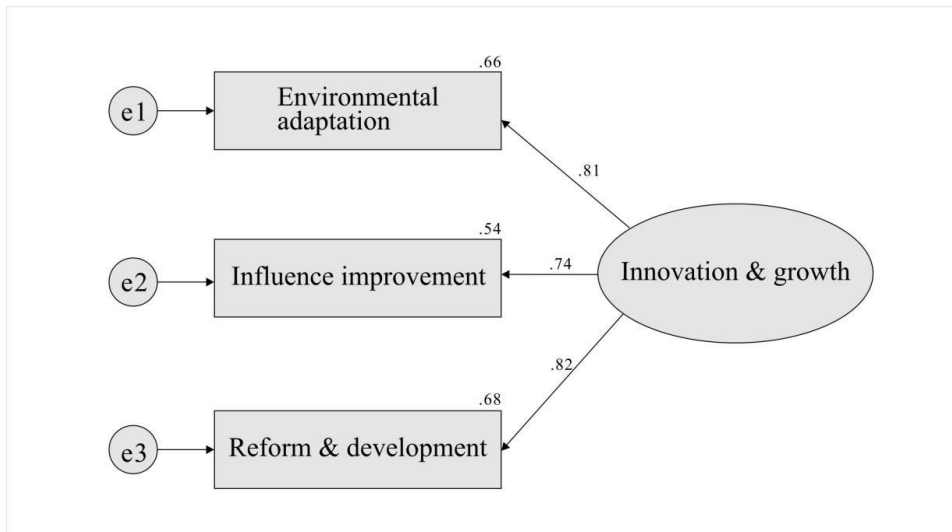 .66
e1
Environmental
adaptation
.81
.54
e2
Influence improvement
.74
Innovation & growth
.82
.68
e3
Reform & development